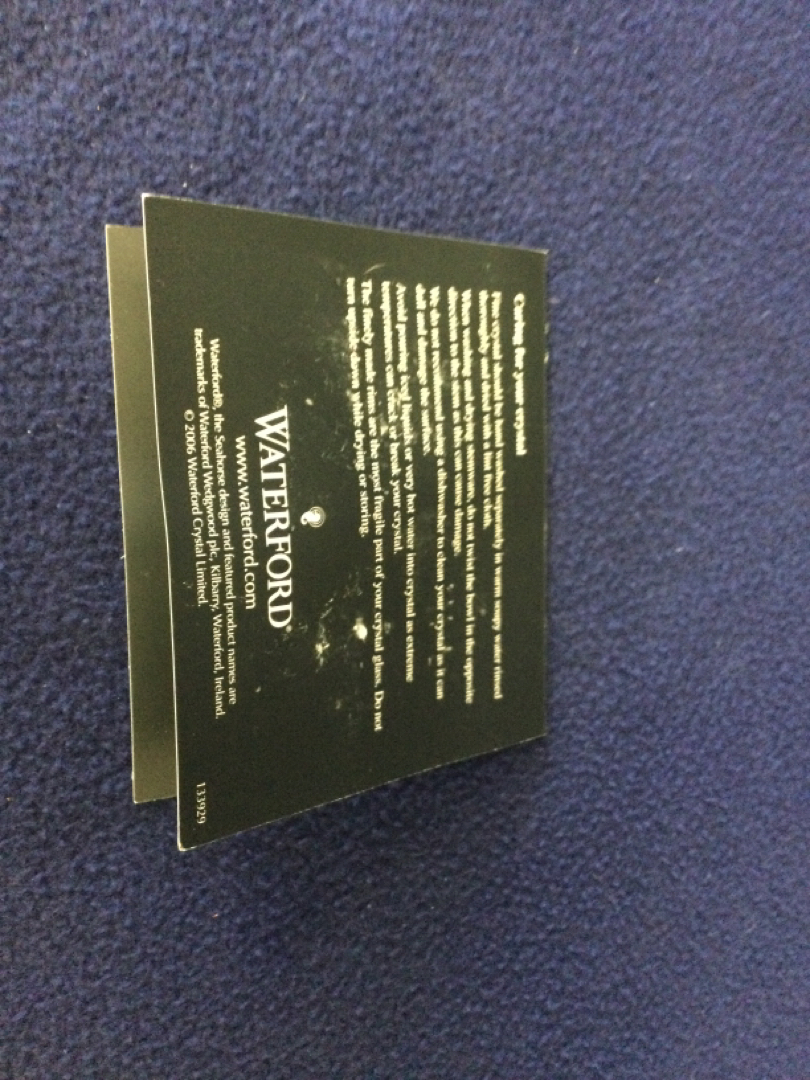 Caring for your crystal
Fine crystal should be hand washed separately in warm soapy water rinsed
thoroughly and dried with a lint free cloth.
When washing and drying stemware, do not twist the bowl in the opposite
direction to the stem as this can cause damage.
We do not recommend using a dishwasher to clean your crystal as it can
dull and damage the surface.
Avoid pouring iced liquids or very hot water into crystal as extreme
temperatures can crack or break your crystal.
The finely made rims are the most fragile part of your crystal glass. Do not
turn upside down while drying or storing.
WATERFORD
www.waterford.com
Waterford®, the Seahorse design and featured product names are
trademarks of Waterford Wedgwood plc, Kilbarry, Waterford, Ireland.
© 2006 Waterford Crystal Limited.
133929